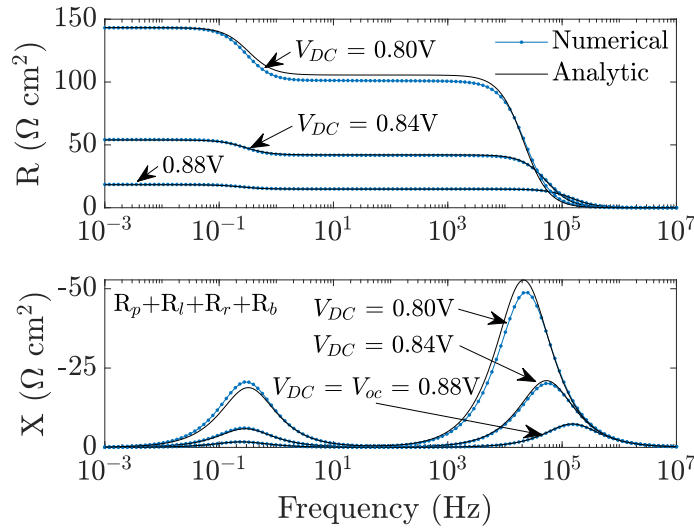 150
100
50
0
R (Ω cm²)
V_DC = 0.80V
Numerical
Analytic
V_DC = 0.84V
0.88V
10⁻³ 10⁻¹ 10¹ 10³ 10⁵ 10⁷
-50
-25
0
X (Ω cm²)
R_p+R_l+R_r+R_b
V_DC = 0.80V
V_DC = 0.84V
V_DC = V_oc = 0.88V
10⁻³ 10⁻¹ 10¹ 10³ 10⁵ 10⁷
Frequency (Hz)